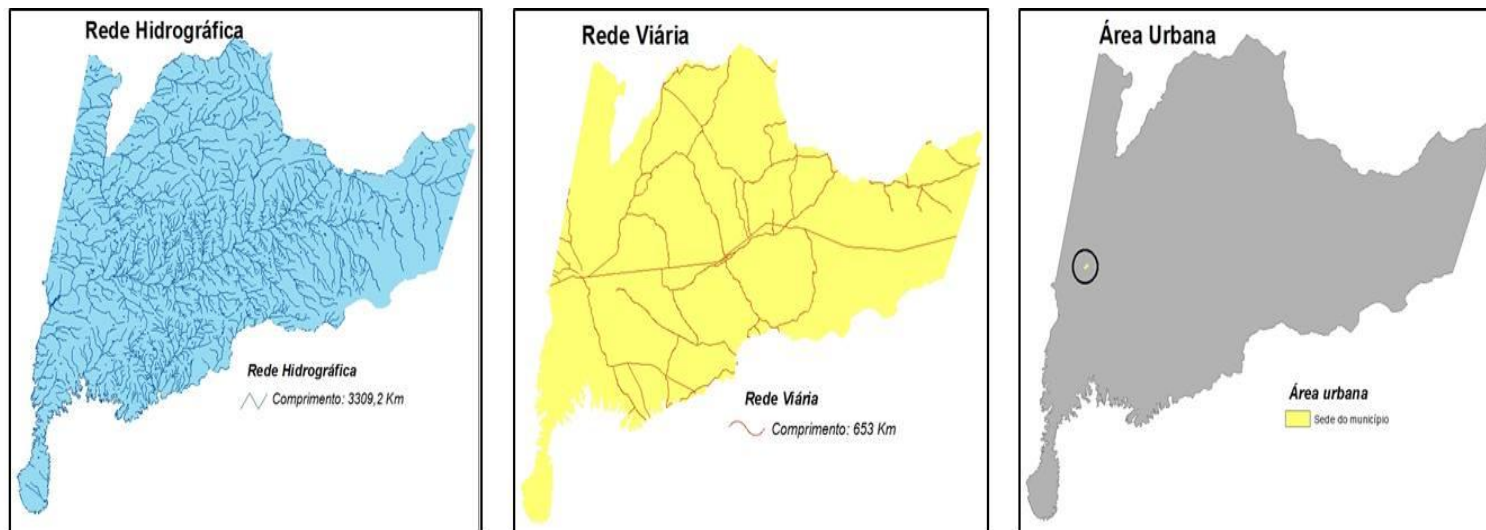 Rede Hidrográfica
Rede Hidrográfica
Comprimento: 3309,2 Km
Rede Viária
Rede Viária
Comprimento: 653 Km
Área Urbana
Área urbana
Sede do município